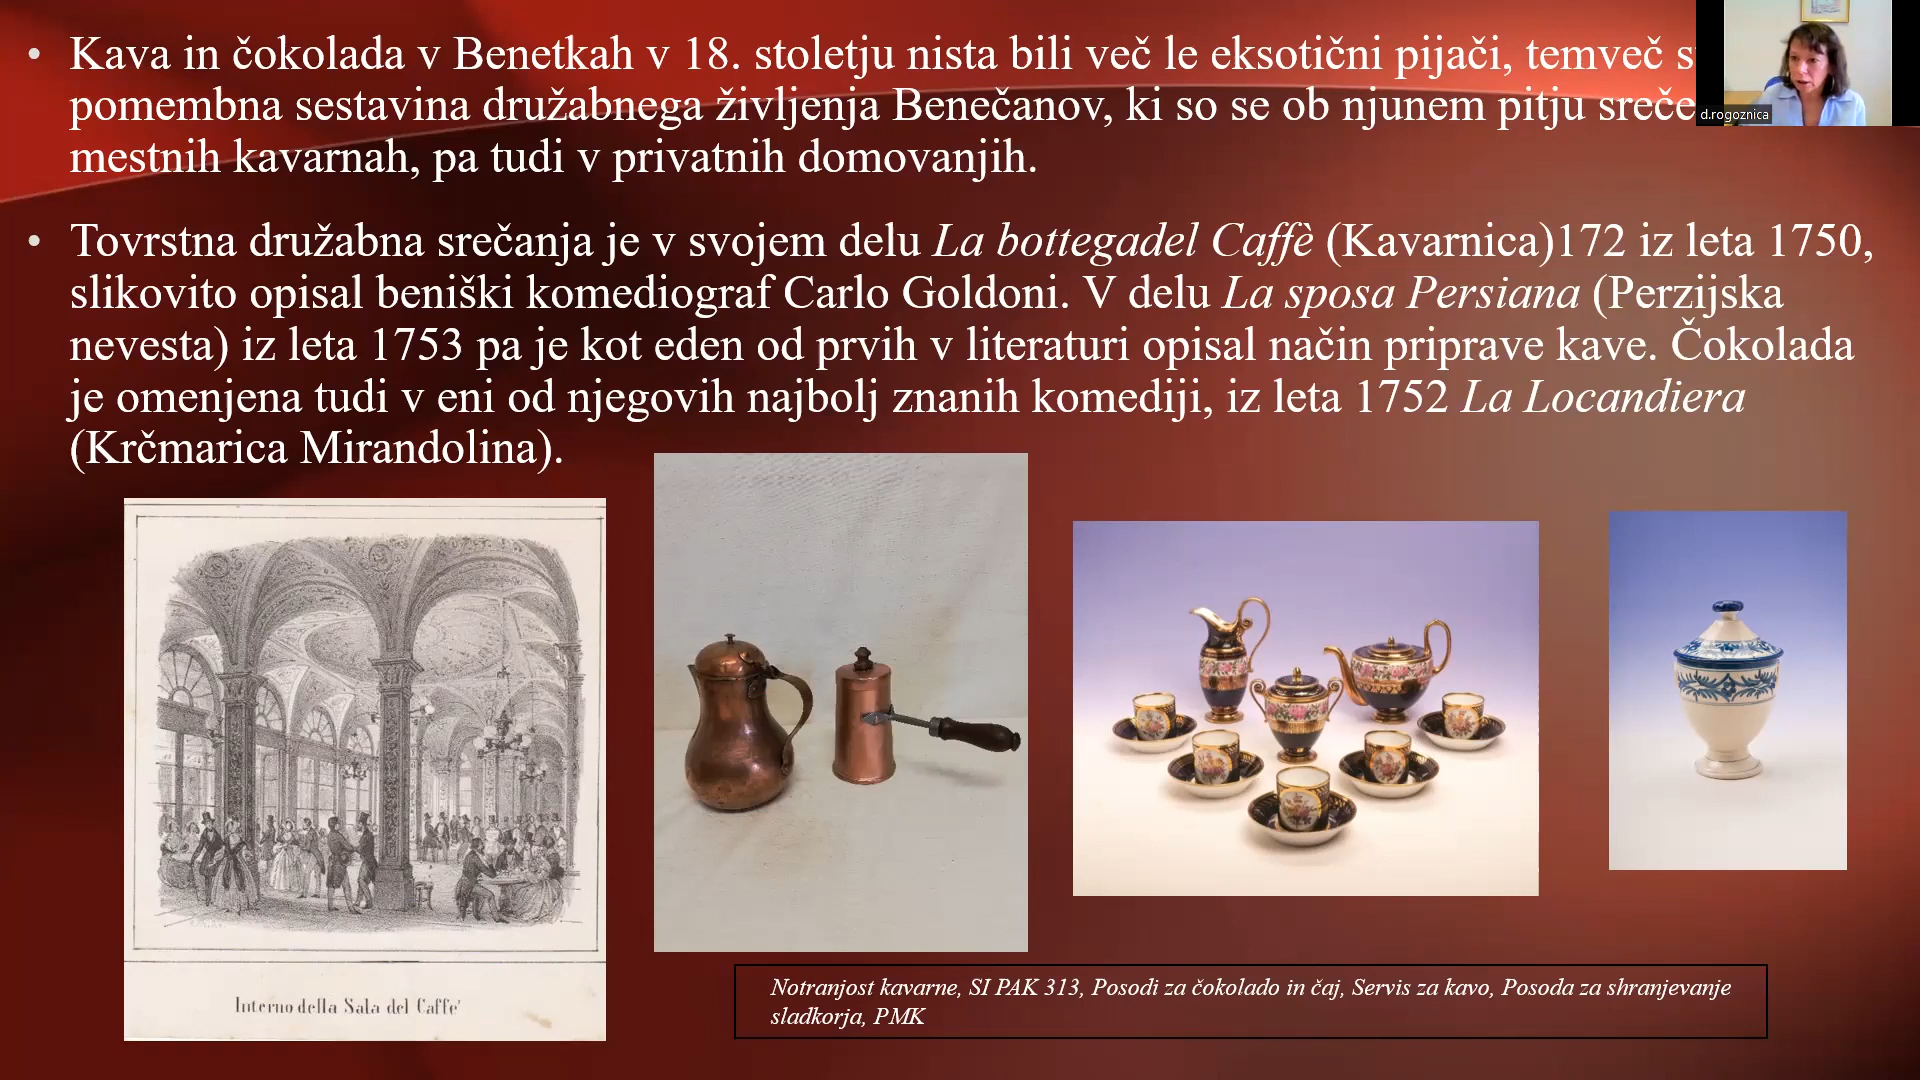 • Kava in čokolada v Benetkah v 18. stoletju nista bili več le eksotični pijači, temveč
pomembna sestavina družabnega življenja Benečanov, ki so se ob njunem pitju
mestnih kavarnah, pa tudi v privatnih domovanjih.
• Tovrstna družabna srečanja je v svojem delu La bottegadel Caffè (Kavarnica)172 iz leta 1750,
slikovito opisal beniški komediograf Carlo Goldoni. V delu La sposa Persiana (Perzijska
nevesta) iz leta 1753 pa je kot eden od prvih v literaturi opisal način priprave kave. Čokolada
je omenjena tudi v eni od njegovih najbolj znanih komediji, iz leta 1752 La Locandiera
(Krčmarica Mirandolina).
d.rogoznica
Interno della Sala del Caffe'
Notranjost kavarne, SI PAK 313, Posodi za čokolado in čaj, Servis za kavo, Posoda za shranjevanje
sladkorja, PMK